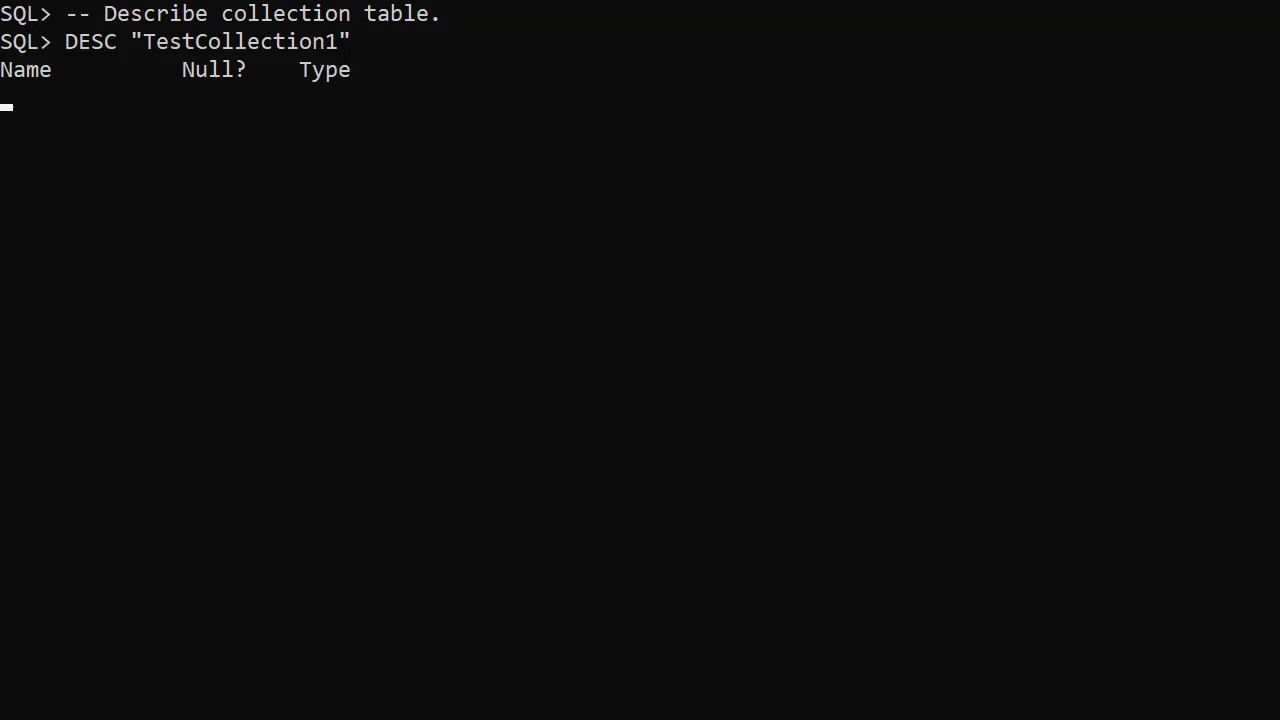 SQL> -- Describe collection table.
SQL> DESC "TestCollection1"
Name          Null?    Type